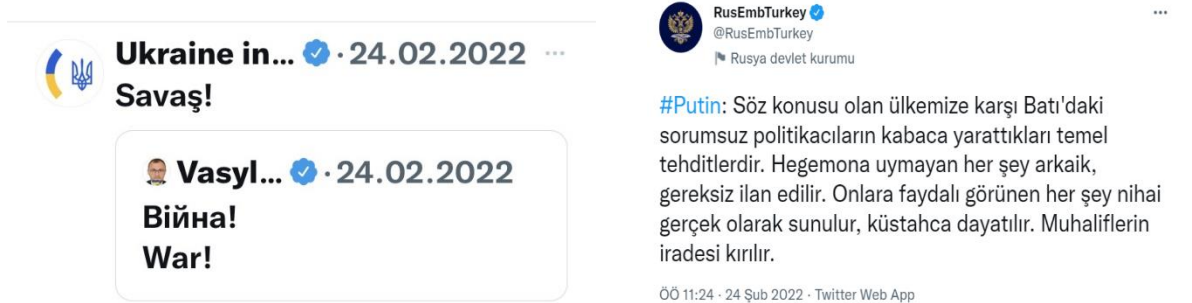 Ukraine in... · 24.02.2022 ...
Savaş!
Vasyl... · 24.02.2022
Війна!
War!
RusEmbTurkey ...
@RusEmbTurkey
Rusya devlet kurumu
#Putin: Söz konusu olan ülkemize karşı Batı'daki
sorumsuz politikacıların kabaca yarattıkları temel
tehditlerdir. Hegemona uymayan her şey arkaik,
gereksiz ilan edilir. Onlara faydalı görünen her şey nihai
gerçek olarak sunulur, küstahca dayatılır. Muhaliflerin
iradesi kırılır.
ÖÖ 11:24 · 24 Şub 2022 · Twitter Web App